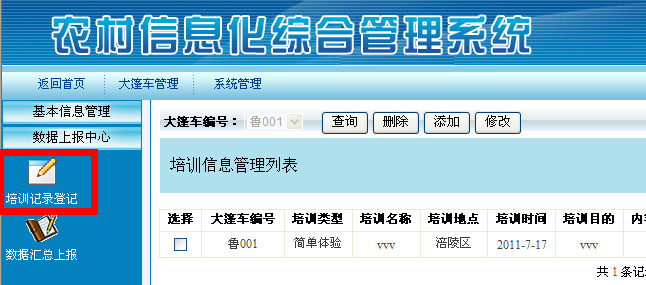 农村信息化综合管理系统
返回首页 大篷车管理 系统管理
基本信息管理
数据上报中心
培训记录登记
数据汇总上报
大篷车编号： 鲁001 查询 删除 添加 修改
培训信息管理列表
选择 大篷车编号 培训类型 培训名称 培训地点 培训时间 培训目的
鲁001 简单体验 vvv 涪陵区 2011-7-17 vvv
共 1 条记